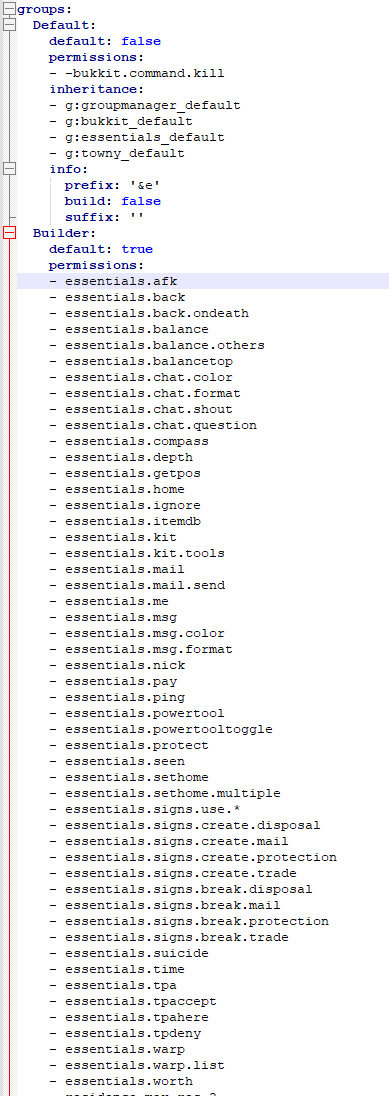 groups:
Default:
default: false
permissions:
- -bukkit.command.kill
inheritance:
- g:groupmanager_default
- g:bukkit_default
- g:essentials_default
- g:towny_default
info:
prefix: '&e'
build: false
suffix: ''
Builder:
default: true
permissions:
- essentials.afk
- essentials.back
- essentials.back.ondeath
- essentials.balance
- essentials.balance.others
- essentials.balancetop
- essentials.chat.color
- essentials.chat.format
- essentials.chat.shout
- essentials.chat.question
- essentials.compass
- essentials.depth
- essentials.getpos
- essentials.home
- essentials.ignore
- essentials.itemdb
- essentials.kit
- essentials.kit.tools
- essentials.mail
- essentials.mail.send
- essentials.me
- essentials.msg
- essentials.msg.color
- essentials.msg.format
- essentials.nick
- essentials.pay
- essentials.ping
- essentials.powertool
- essentials.powertooltoggle
- essentials.protect
- essentials.seen
- essentials.sethome
- essentials.sethome.multiple
- essentials.signs.use.*
- essentials.signs.create.disposal
- essentials.signs.create.mail
- essentials.signs.create.protection
- essentials.signs.create.trade
- essentials.signs.break.disposal
- essentials.signs.break.mail
- essentials.signs.break.protection
- essentials.signs.break.trade
- essentials.suicide
- essentials.time
- essentials.tpa
- essentials.tpaccept
- essentials.tpahere
- essentials.tpdeny
- essentials.warp
- essentials.warp.list
- essentials.worth